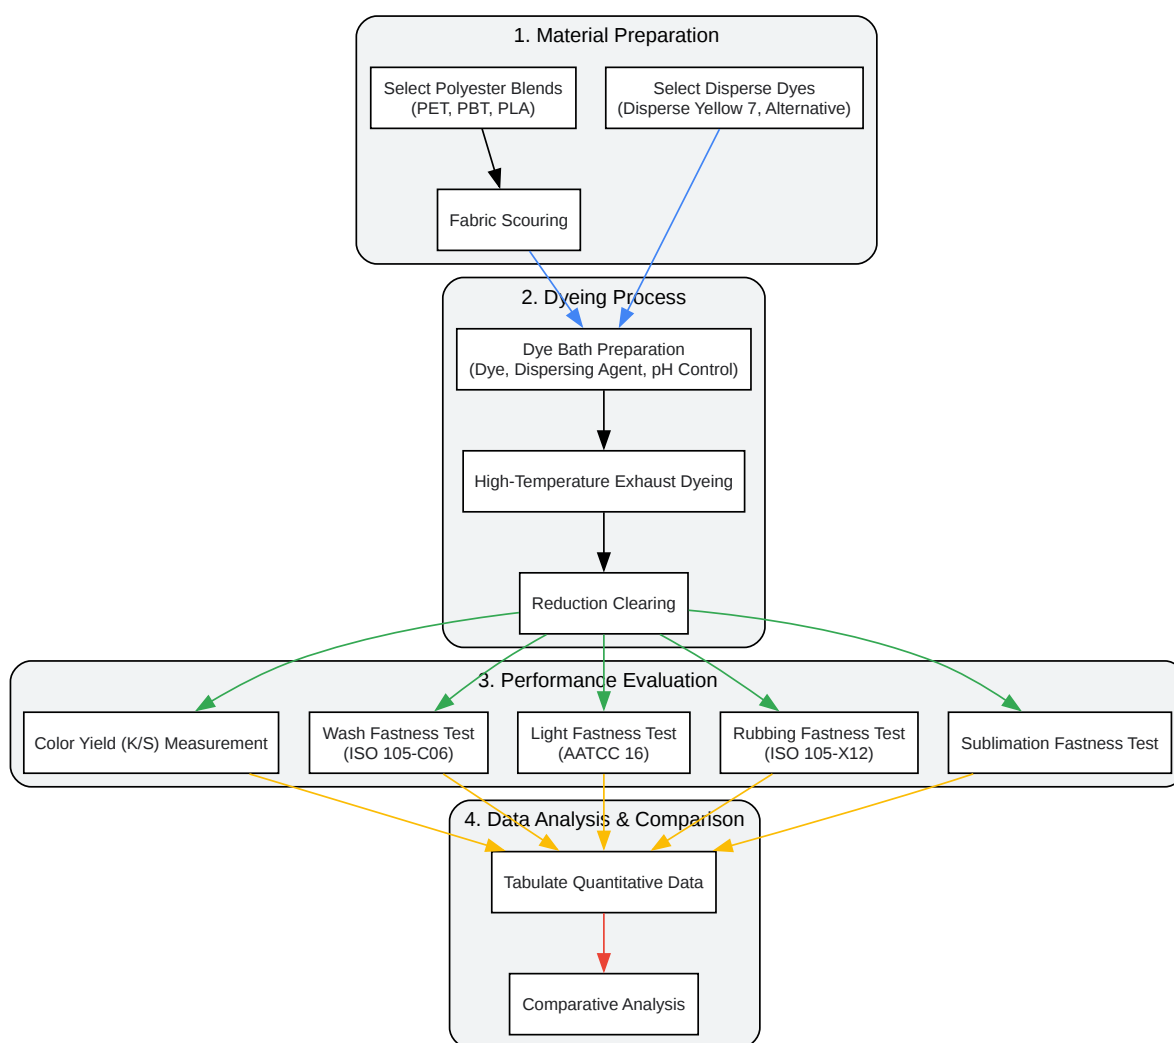 1. Material Preparation
Select Polyester Blends
(PET, PBT, PLA)
Select Disperse Dyes
(Disperse Yellow 7, Alternative)
Fabric Scouring
2. Dyeing Process
Dye Bath Preparation
(Dye, Dispersing Agent, pH Control)
High-Temperature Exhaust Dyeing
Reduction Clearing
3. Performance Evaluation
Color Yield (K/S) Measurement
Wash Fastness Test
(ISO 105-C06)
Light Fastness Test
(AATCC 16)
Rubbing Fastness Test
(ISO 105-X12)
Sublimation Fastness Test
4. Data Analysis & Comparison
Tabulate Quantitative Data
Comparative Analysis